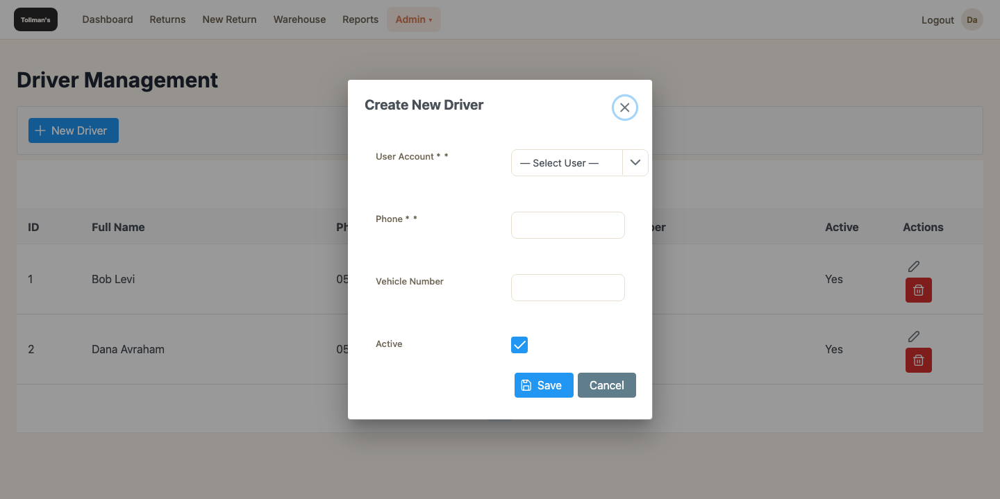 Tollman's
Dashboard
Returns
New Return
Warehouse
Reports
Admin ▾
Logout
Da
Driver Management
New Driver
Create New Driver
User Account * *
— Select User —
Phone * *
Vehicle Number
Active
Save
Cancel
ID
Full Name
Active
Actions
1
Bob Levi
05
Yes
2
Dana Avraham
05
Yes